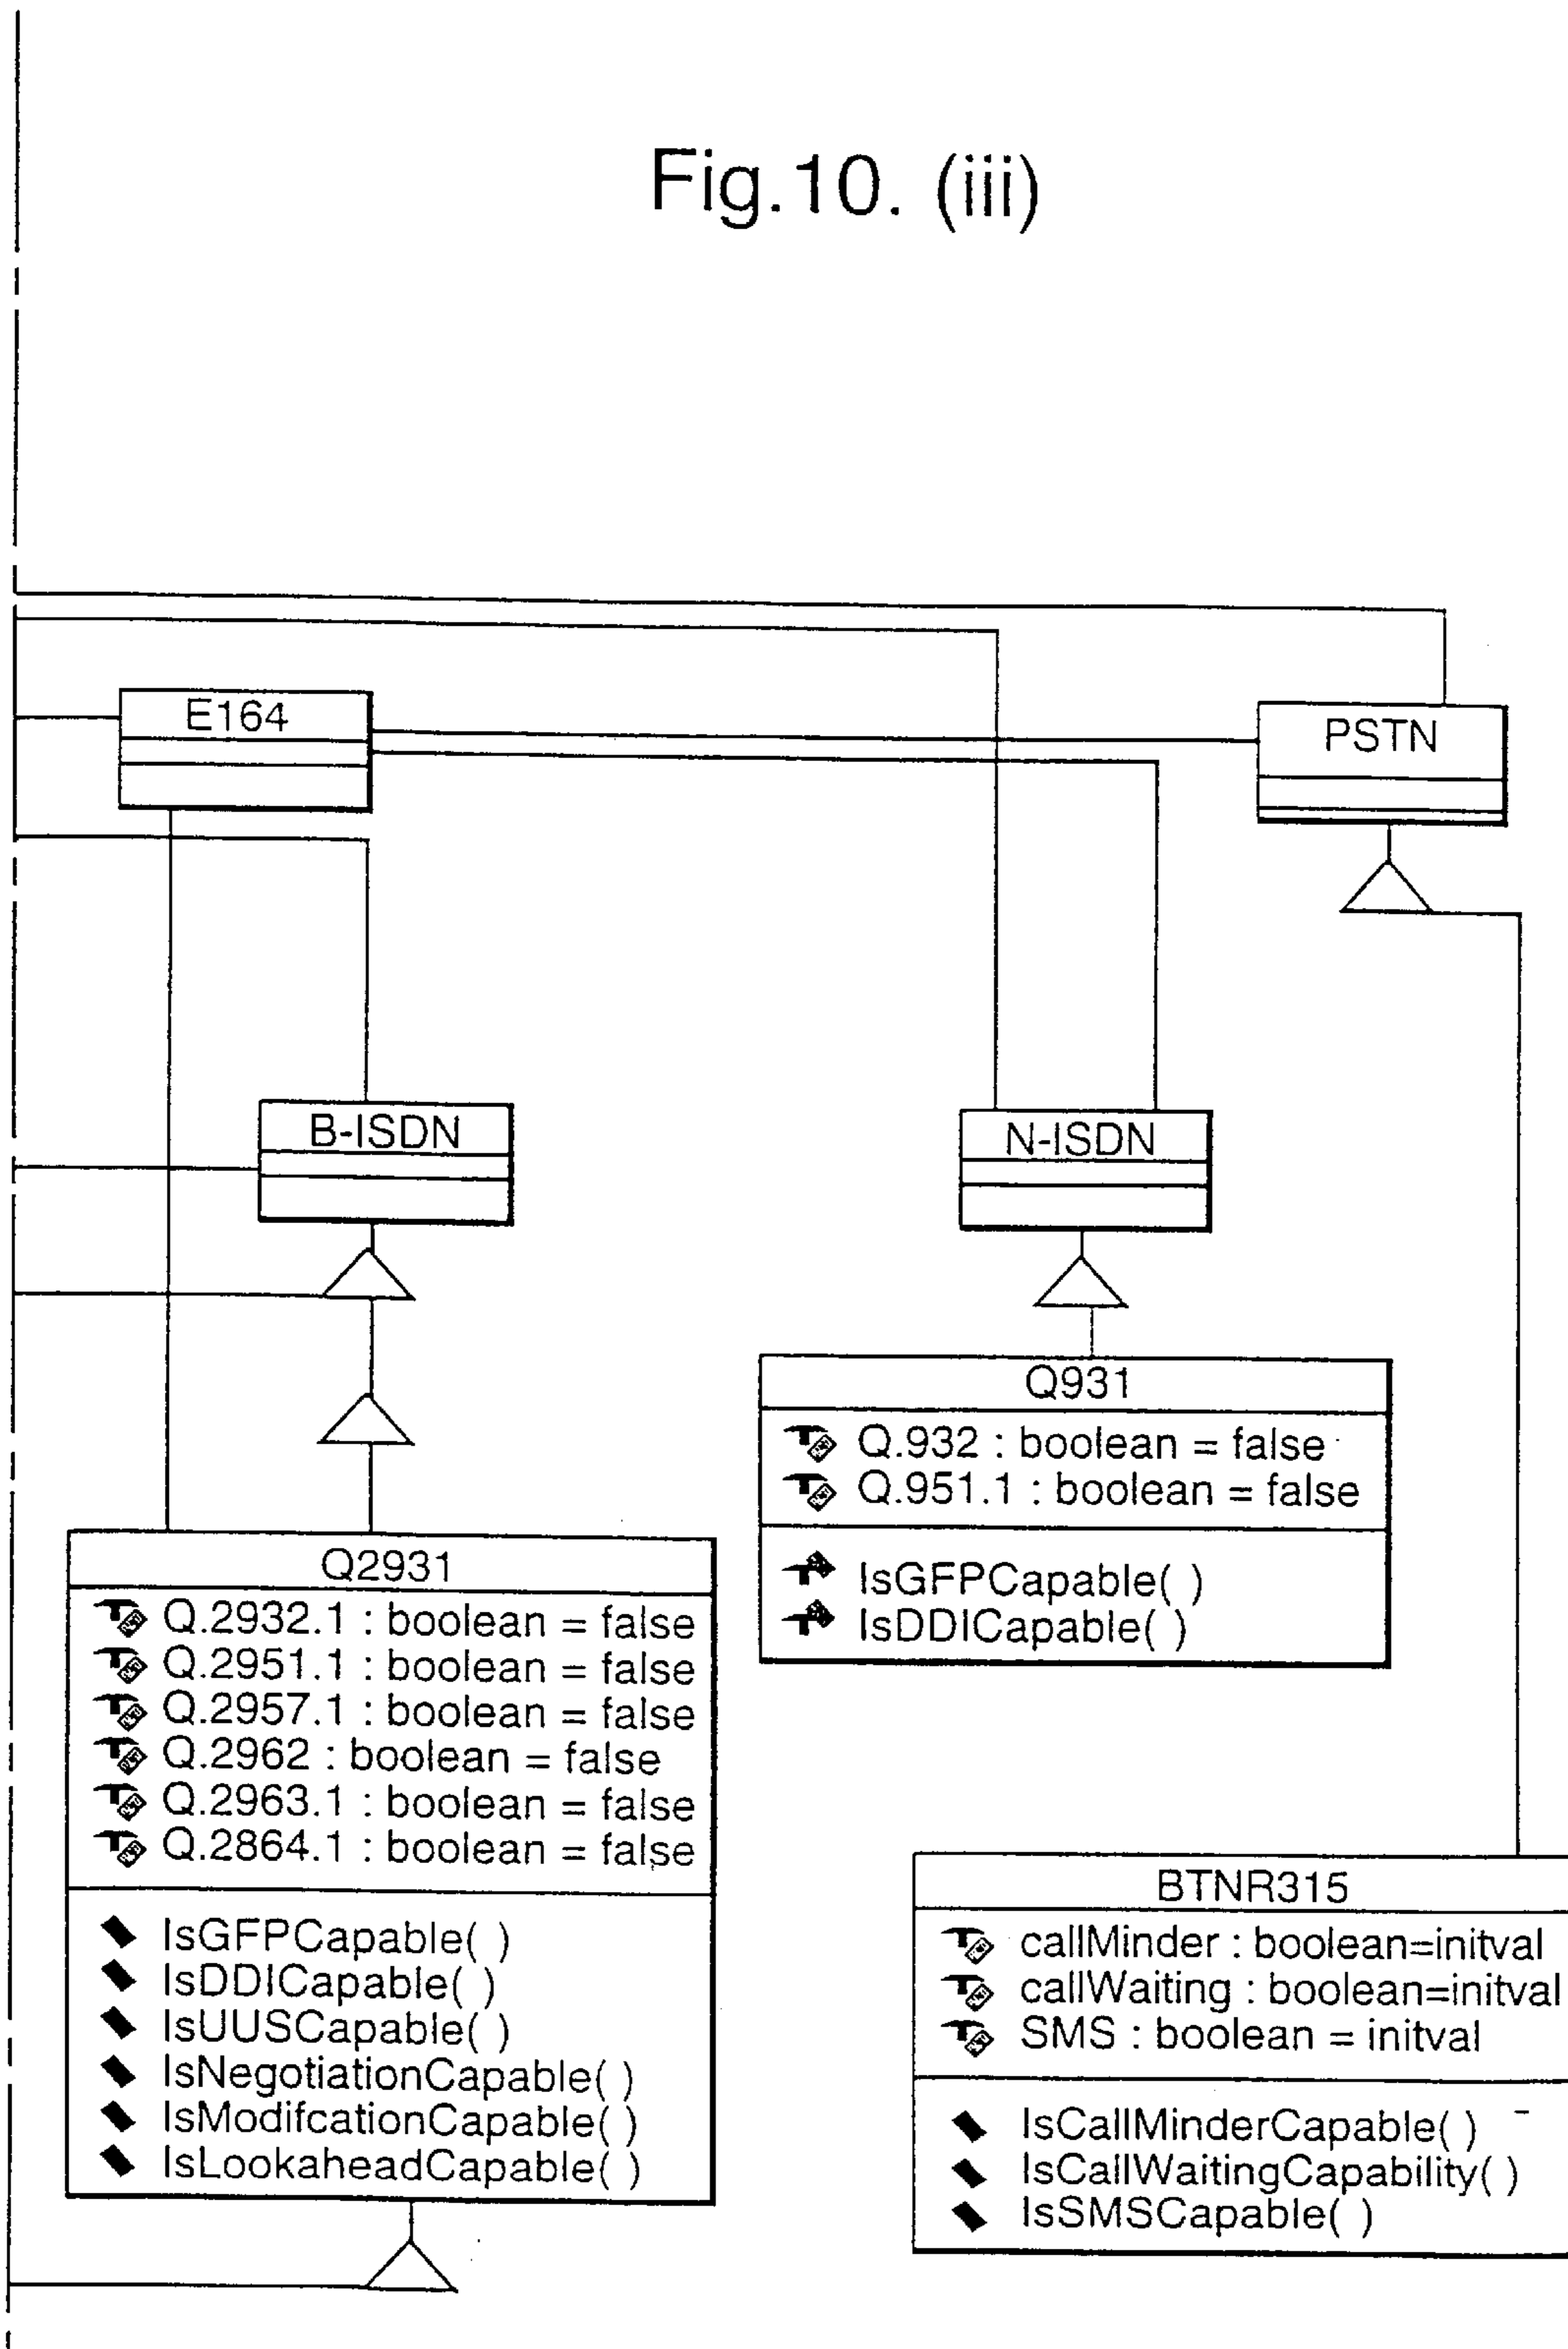 Fig.10. (iii)
E164
PSTN
B-ISDN
N-ISDN
Q931
Q.932 : boolean = false
Q.951.1 : boolean = false
IsGFPCapable( )
IsDDICapable( )
Q2931
Q.2932.1 : boolean = false
Q.2951.1 : boolean = false
Q.2957.1 : boolean = false
Q.2962 : boolean = false
Q.2963.1 : boolean = false
Q.2864.1 : boolean = false
IsGFPCapable( )
IsDDICapable( )
IsUUSCapable( )
IsNegotiationCapable( )
IsModifcationCapable( )
IsLookaheadCapable( )
BTNR315
callMinder : boolean=initval
callWaiting : boolean=initval
SMS : boolean = initval
IsCallMinderCapable( )
IsCallWaitingCapability( )
IsSMSCapable( )